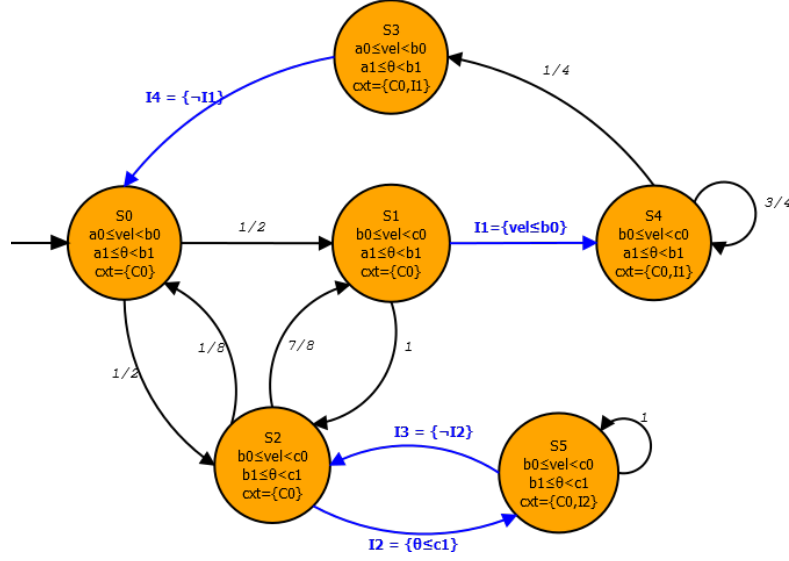 S3
a0≤vel<b0
a1≤θ<b1
cxt={C0,I1}
1/4
I4 = {¬I1}
S0
a0≤vel<b0
a1≤θ<b1
cxt={C0}
1/2
S1
b0≤vel<c0
a1≤θ<b1
cxt={C0}
I1={vel≤b0}
S4
b0≤vel<c0
a1≤θ<b1
cxt={C0,I1}
3/4
1/2
1/8
7/8
1
S2
b0≤vel<c0
b1≤θ<c1
cxt={C0}
I3 = {¬I2}
S5
b0≤vel<c0
b1≤θ<c1
cxt={C0,I2}
1
I2 = {θ≤c1}